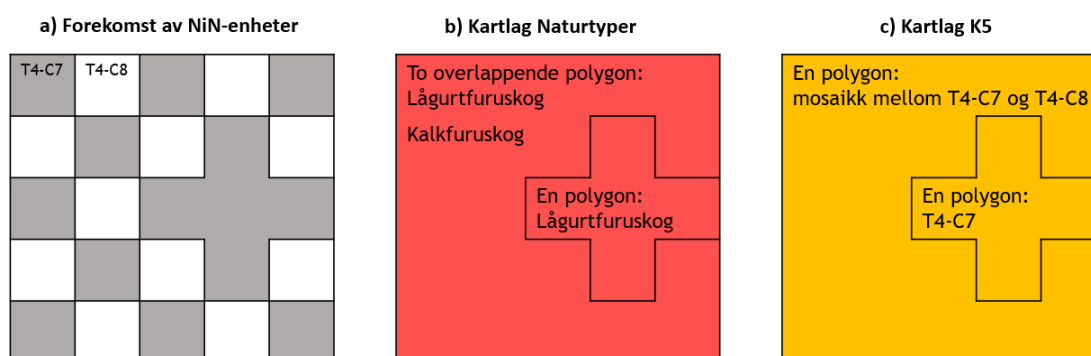 a) Forekomst av NiN-enheter
T4-C7
T4-C8
b) Kartlag Naturtyper
To overlappende polygon:
Lågurtfuruskog
Kalkfuruskog
En polygon:
Lågurtfuruskog
c) Kartlag K5
En polygon:
mosaikk mellom T4-C7 og T4-C8
En polygon:
T4-C7